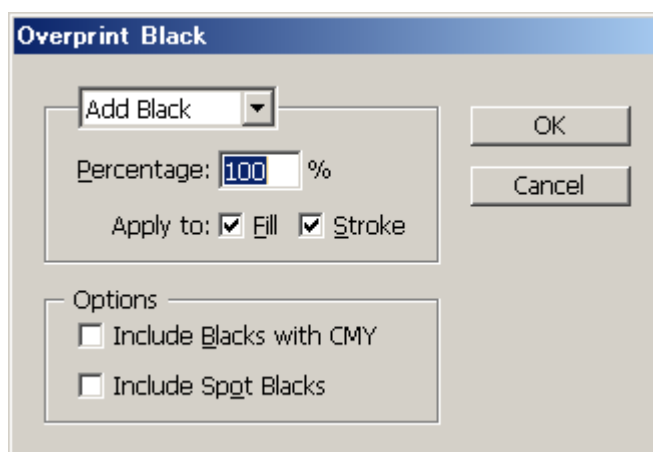 Overprint Black
Add Black
OK
Percentage: 100 %
Cancel
Apply to: Fill Stroke
Options
Include Blacks with CMY
Include Spot Blacks